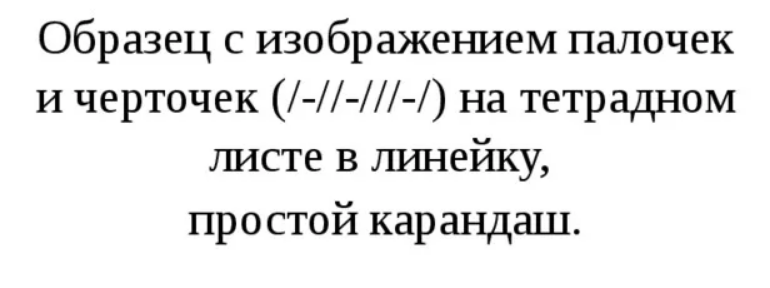 Образец с изображением палочек
и черточек (/-//-///-/) на тетрадном
листе в линейку,
простой карандаш.